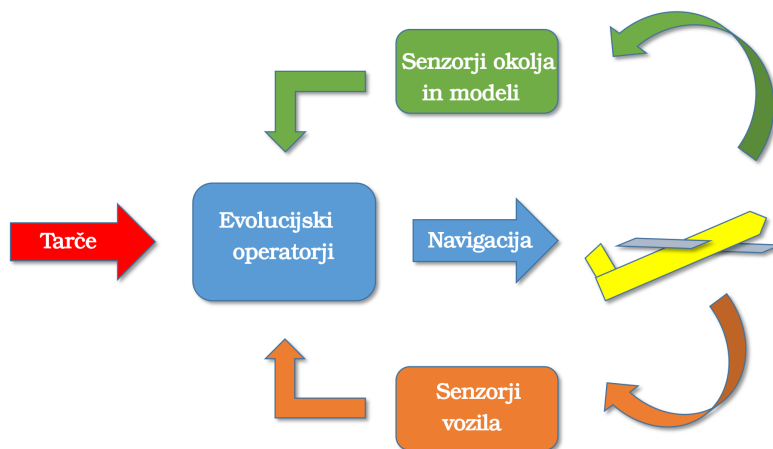 Senzorji okolja
in modeli
Tarče
Evolucijski
operatorji
Navigacija
Senzorji
vozila